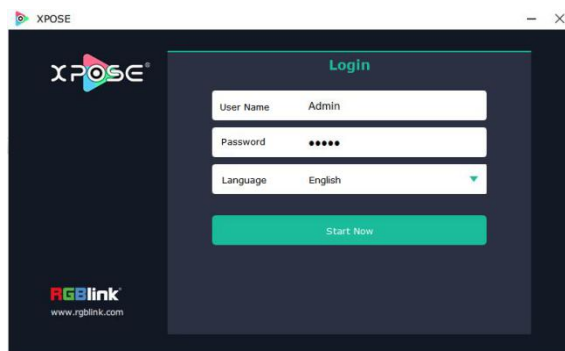 XPOSE
XPOSE®
Login
User Name Admin
Password •••••
Language English
Start Now
RGBlink®
www.rgblink.com